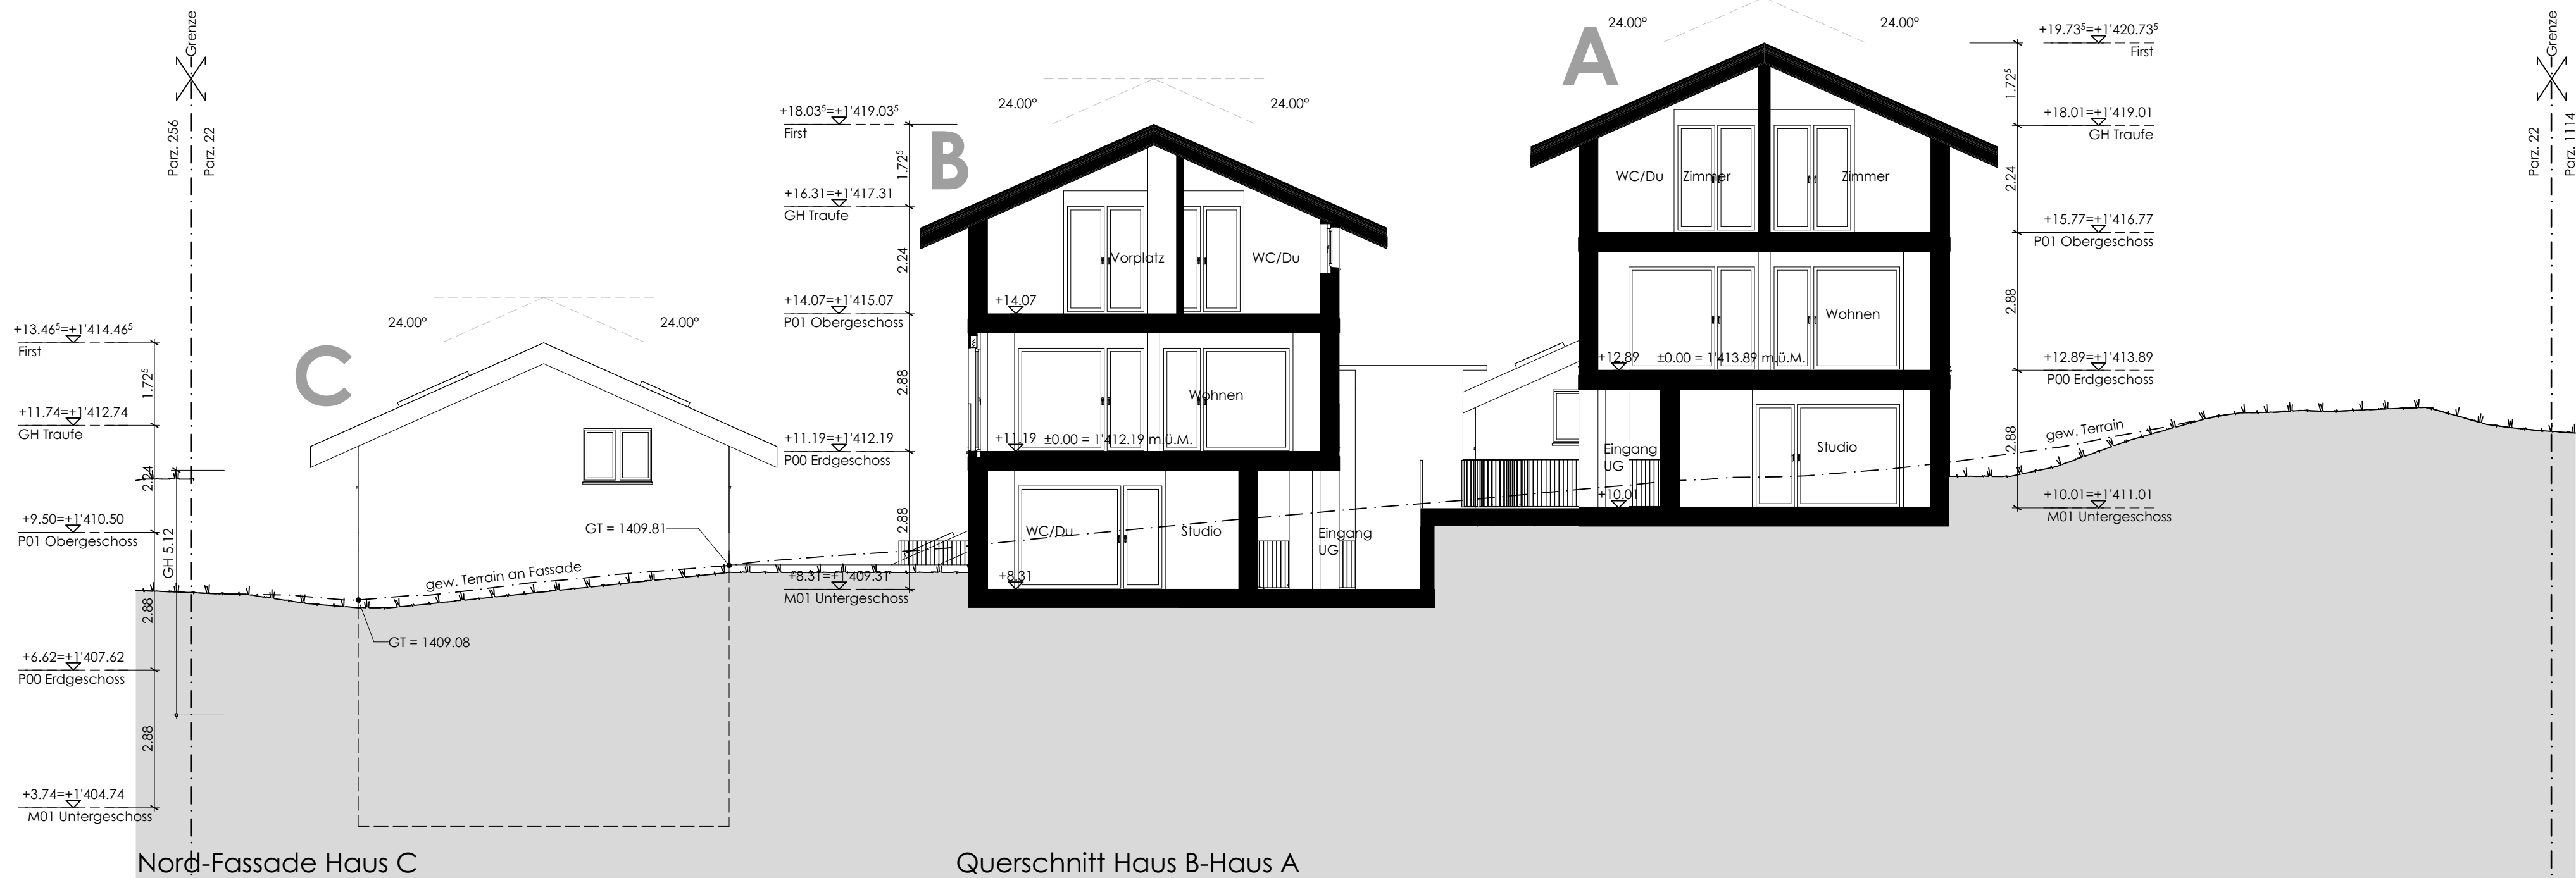 Grenze
Parz. 256
Parz. 22
+13.46⁵=+1'414.46⁵
First
1.72⁵
+11.74=+1'412.74
GH Traufe
2.24
+9.50=+1'410.50
P01 Obergeschoss
GH 5.12
2.88
+6.62=+1'407.62
P00 Erdgeschoss
2.88
+3.74=+1'404.74
M01 Untergeschoss
24.00°
24.00°
C
GT = 1409.81
gew. Terrain an Fassade
GT = 1409.08
Nord-Fassade Haus C
+18.03⁵=+1'419.03⁵
First
1.72⁵
+16.31=+1'417.31
GH Traufe
2.24
+14.07=+1'415.07
P01 Obergeschoss
2.88
+11.19=+1'412.19
P00 Erdgeschoss
2.88
+8.31=+1'409.31
M01 Untergeschoss
24.00°
24.00°
B
Vorplatz
WC/Du
+14.07
Wohnen
+11.19
±0.00 = 1'412.19 m.ü.M.
WC/Du
Studio
Eingang
UG
+8.31
Querschnitt Haus B-Haus A
24.00°
24.00°
A
WC/Du
Zimmer
Zimmer
Wohnen
+12.89
±0.00 = 1'413.89 m.ü.M.
Eingang
UG
Studio
+10.01
+19.73⁵=+1'420.73⁵
First
1.72⁵
+18.01=+1'419.01
GH Traufe
2.24
+15.77=+1'416.77
P01 Obergeschoss
2.88
+12.89=+1'413.89
P00 Erdgeschoss
2.88
+10.01=+1'411.01
M01 Untergeschoss
gew. Terrain
Grenze
Parz. 22
Parz. 1114